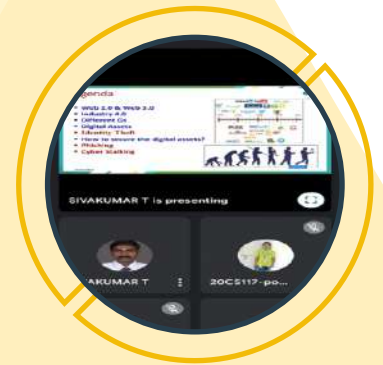 genda
Web 2.0 & Web 3.0
Industry 4.0
Different Gs
Digital Assets
Identity Theft
How to secure the digital assets?
Phishing
Cyber Stalking
SIVAKUMAR T is presenting
AKUMAR T
20CS117-po...